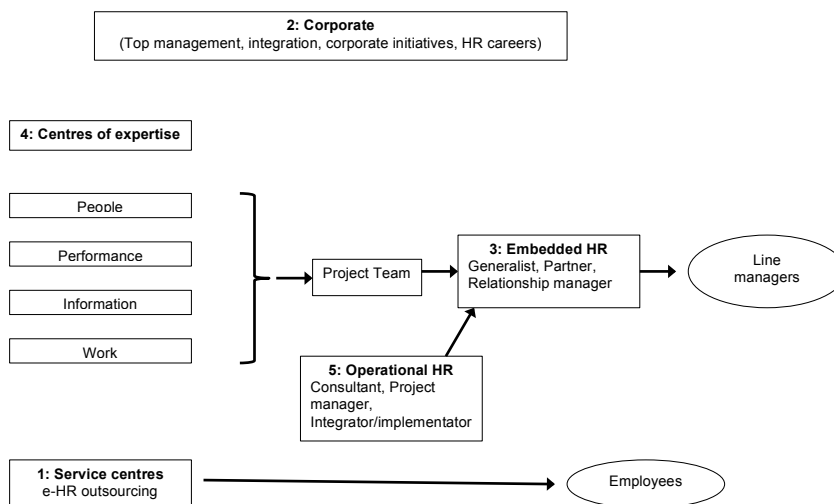 2: Corporate
(Top management, integration, corporate initiatives, HR careers)
4: Centres of expertise
People
Performance
Information
Work
Project Team
3: Embedded HR
Generalist, Partner,
Relationship manager
Line
managers
5: Operational HR
Consultant, Project
manager,
Integrator/implementator
1: Service centres
e-HR outsourcing
Employees